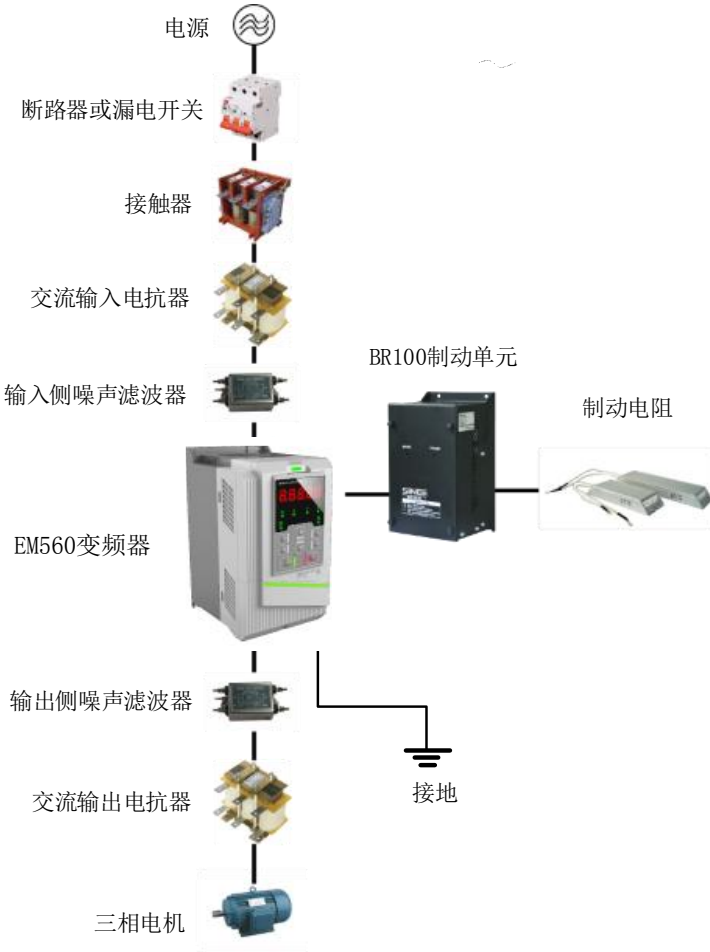 电源
断路器或漏电开关
接触器
交流输入电抗器
输入侧噪声滤波器
BR100制动单元
制动电阻
EM560变频器
输出侧噪声滤波器
接地
交流输出电抗器
三相电机